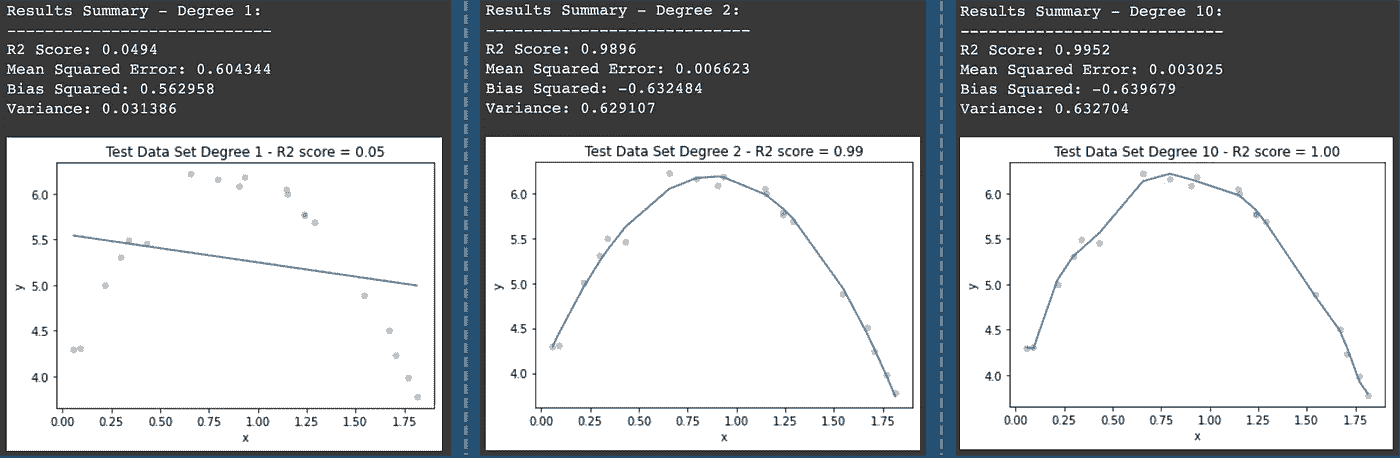 Results Summary - Degree 1:
----------------------------
R2 Score: 0.0494
Mean Squared Error: 0.604344
Bias Squared: 0.562958
Variance: 0.031386
Test Data Set Degree 1 - R2 score = 0.05
6.0
5.5
5.0
4.5
4.0
y
0.00 0.25 0.50 0.75 1.00 1.25 1.50 1.75
x
Results Summary - Degree 2:
----------------------------
R2 Score: 0.9896
Mean Squared Error: 0.006623
Bias Squared: -0.632484
Variance: 0.629107
Test Data Set Degree 2 - R2 score = 0.99
6.0
5.5
5.0
4.5
4.0
y
0.00 0.25 0.50 0.75 1.00 1.25 1.50 1.75
x
Results Summary - Degree 10:
----------------------------
R2 Score: 0.9952
Mean Squared Error: 0.003025
Bias Squared: -0.639679
Variance: 0.632704
Test Data Set Degree 10 - R2 score = 1.00
6.0
5.5
5.0
4.5
4.0
y
0.00 0.25 0.50 0.75 1.00 1.25 1.50 1.75
x